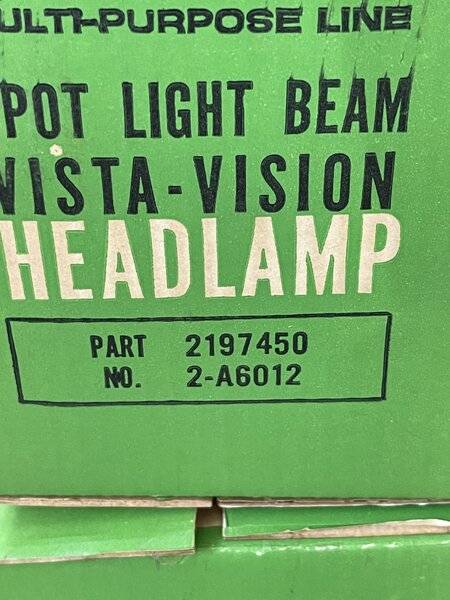 ULTI-PURPOSE LINE
POT LIGHT BEAM
VISTA-VISION
HEADLAMP
PART 2197450
NO. 2-A6012